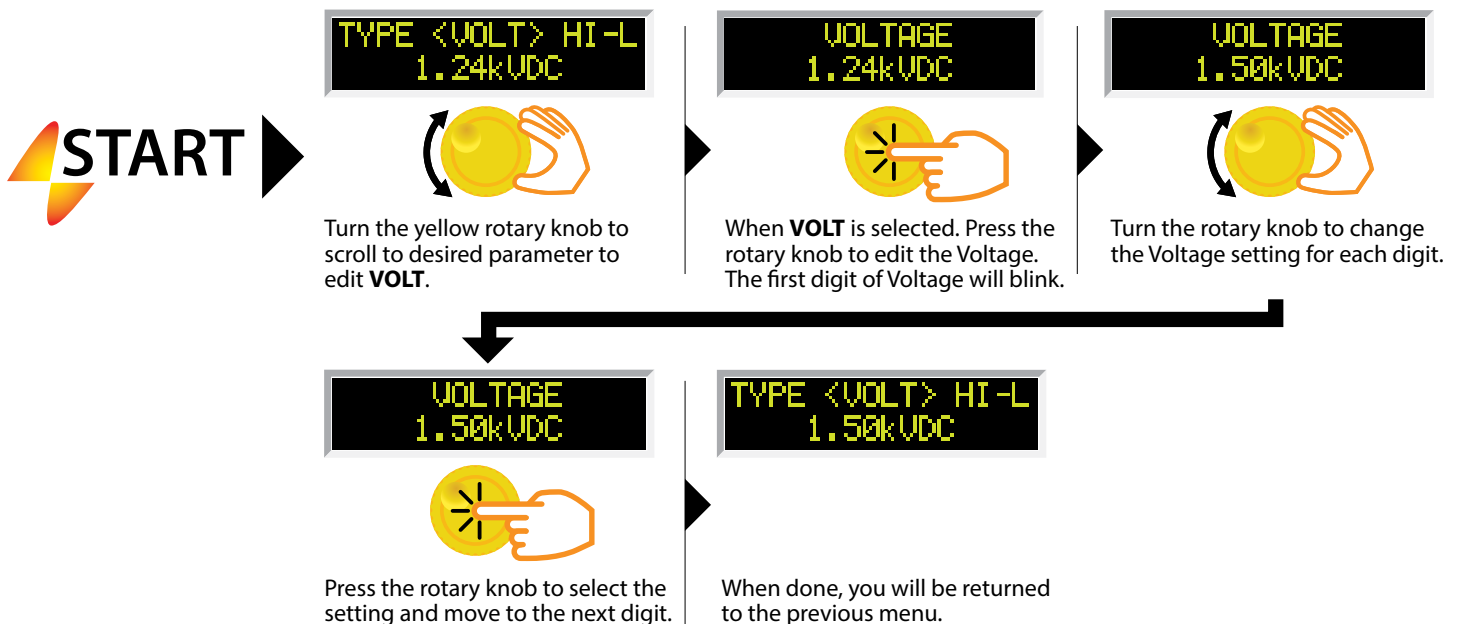 START
TYPE <VOLT> HI-L
1.24kVDC
Turn the yellow rotary knob to
scroll to desired parameter to
edit VOLT.
VOLTAGE
1.24kVDC
When VOLT is selected. Press the
rotary knob to edit the Voltage.
The first digit of Voltage will blink.
VOLTAGE
1.50kVDC
Turn the rotary knob to change
the Voltage setting for each digit.
VOLTAGE
1.50kVDC
Press the rotary knob to select the
setting and move to the next digit.
TYPE <VOLT> HI-L
1.50kVDC
When done, you will be returned
to the previous menu.